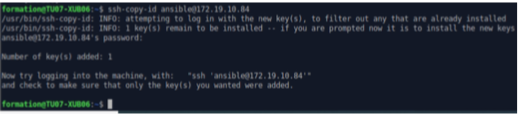 formation@TU07-XUB06:~$ ssh-copy-id ansible@172.19.10.84
/usr/bin/ssh-copy-id: INFO: attempting to log in with the new key(s), to filter out any that are already installed
/usr/bin/ssh-copy-id: INFO: 1 key(s) remain to be installed -- if you are prompted now it is to install the new keys
ansible@172.19.10.84's password:
Number of key(s) added: 1
Now try logging into the machine, with:   "ssh 'ansible@172.19.10.84'"
and check to make sure that only the key(s) you wanted were added.
formation@TU07-XUB06:~$